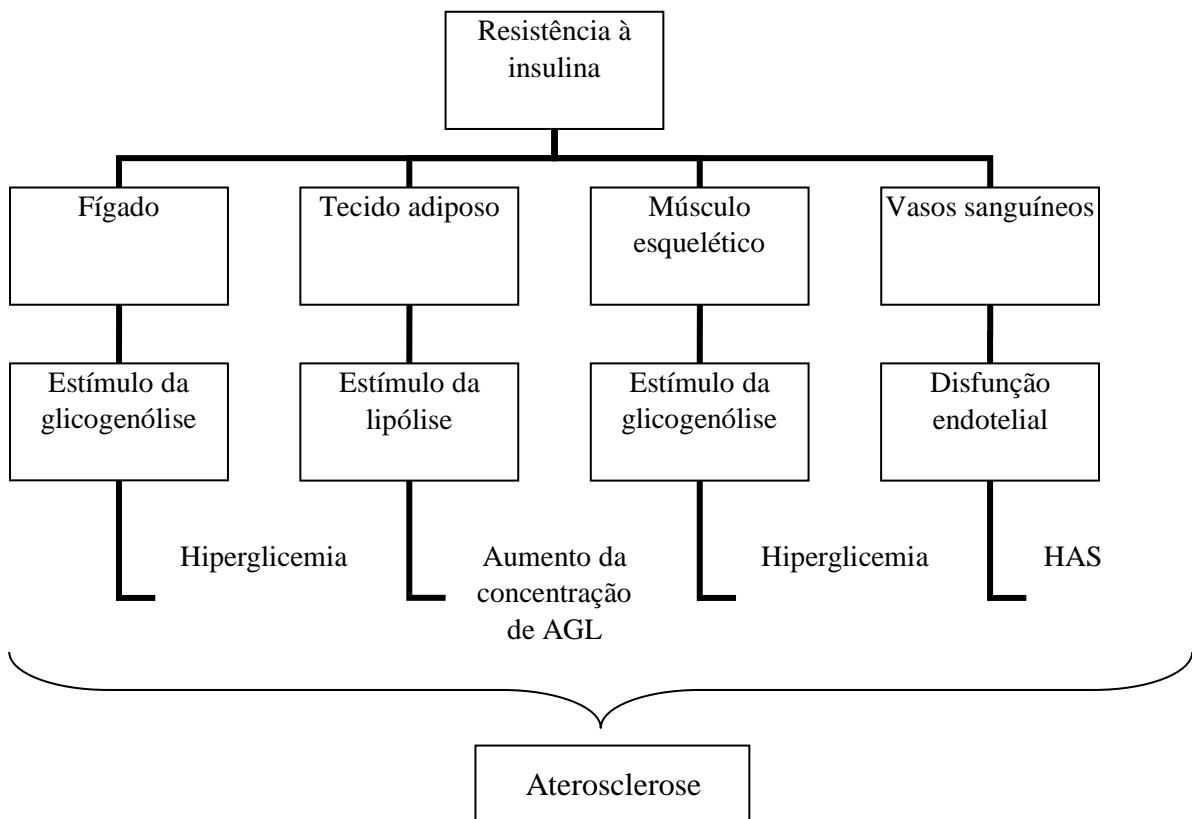 Resistência à
insulina
Fígado
Tecido adiposo
Músculo
esquelético
Vasos sanguíneos
Estímulo da
glicogenólise
Estímulo da
lipólise
Estímulo da
glicogenólise
Disfunção
endotelial
Hiperglicemia
Aumento da
concentração
de AGL
Hiperglicemia
HAS
Aterosclerose